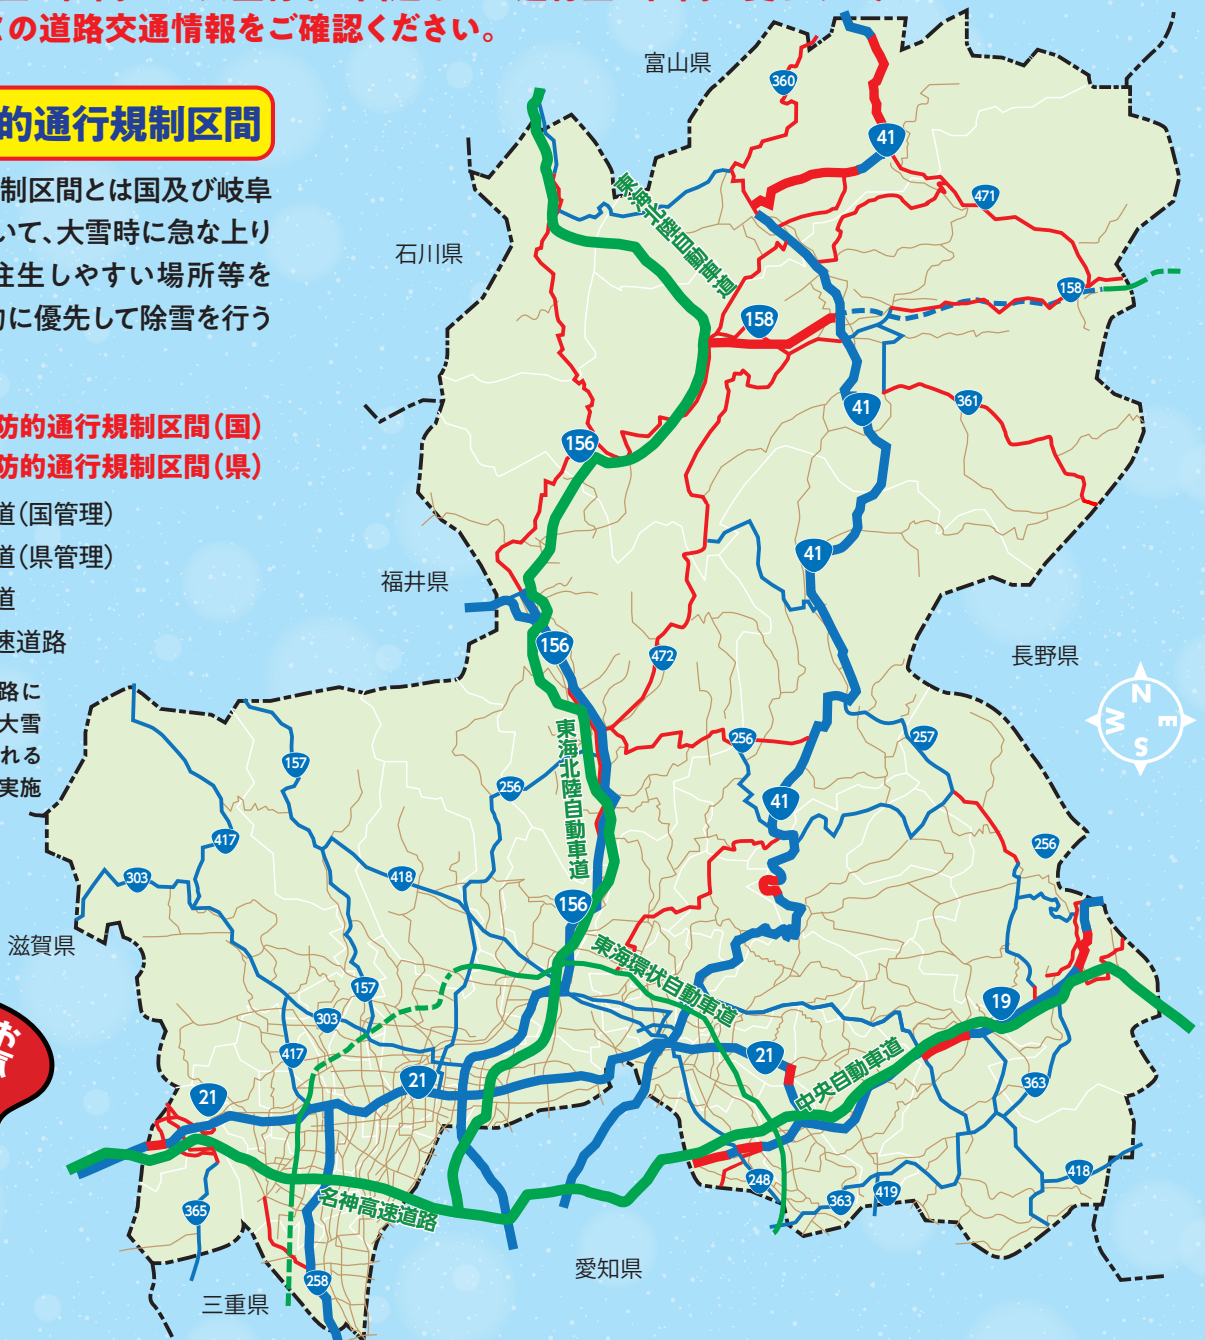 の道路交通情報をご確認ください。
的通行規制区間
制区間とは国及び岐阜
いて、大雪時に急な上り
往生しやすい場所等を
に優先して除雪を行う
防的通行規制区間(国)
防的通行規制区間(県)
道(国管理)
道(県管理)
道
速道路
路に
大雪
れる
実施
富山県
石川県
福井県
長野県
滋賀県
三重県
愛知県
東海北陸自動車道
東海北陸自動車道
東海環状自動車道
中央自動車道
名神高速道路
360
41
471
158
158
41
361
156
41
156
472
256
257
157
256
41
417
418
303
256
156
157
303
19
417
21
21
21
363
248
363
419
418
365
258
N
W
E
S
お